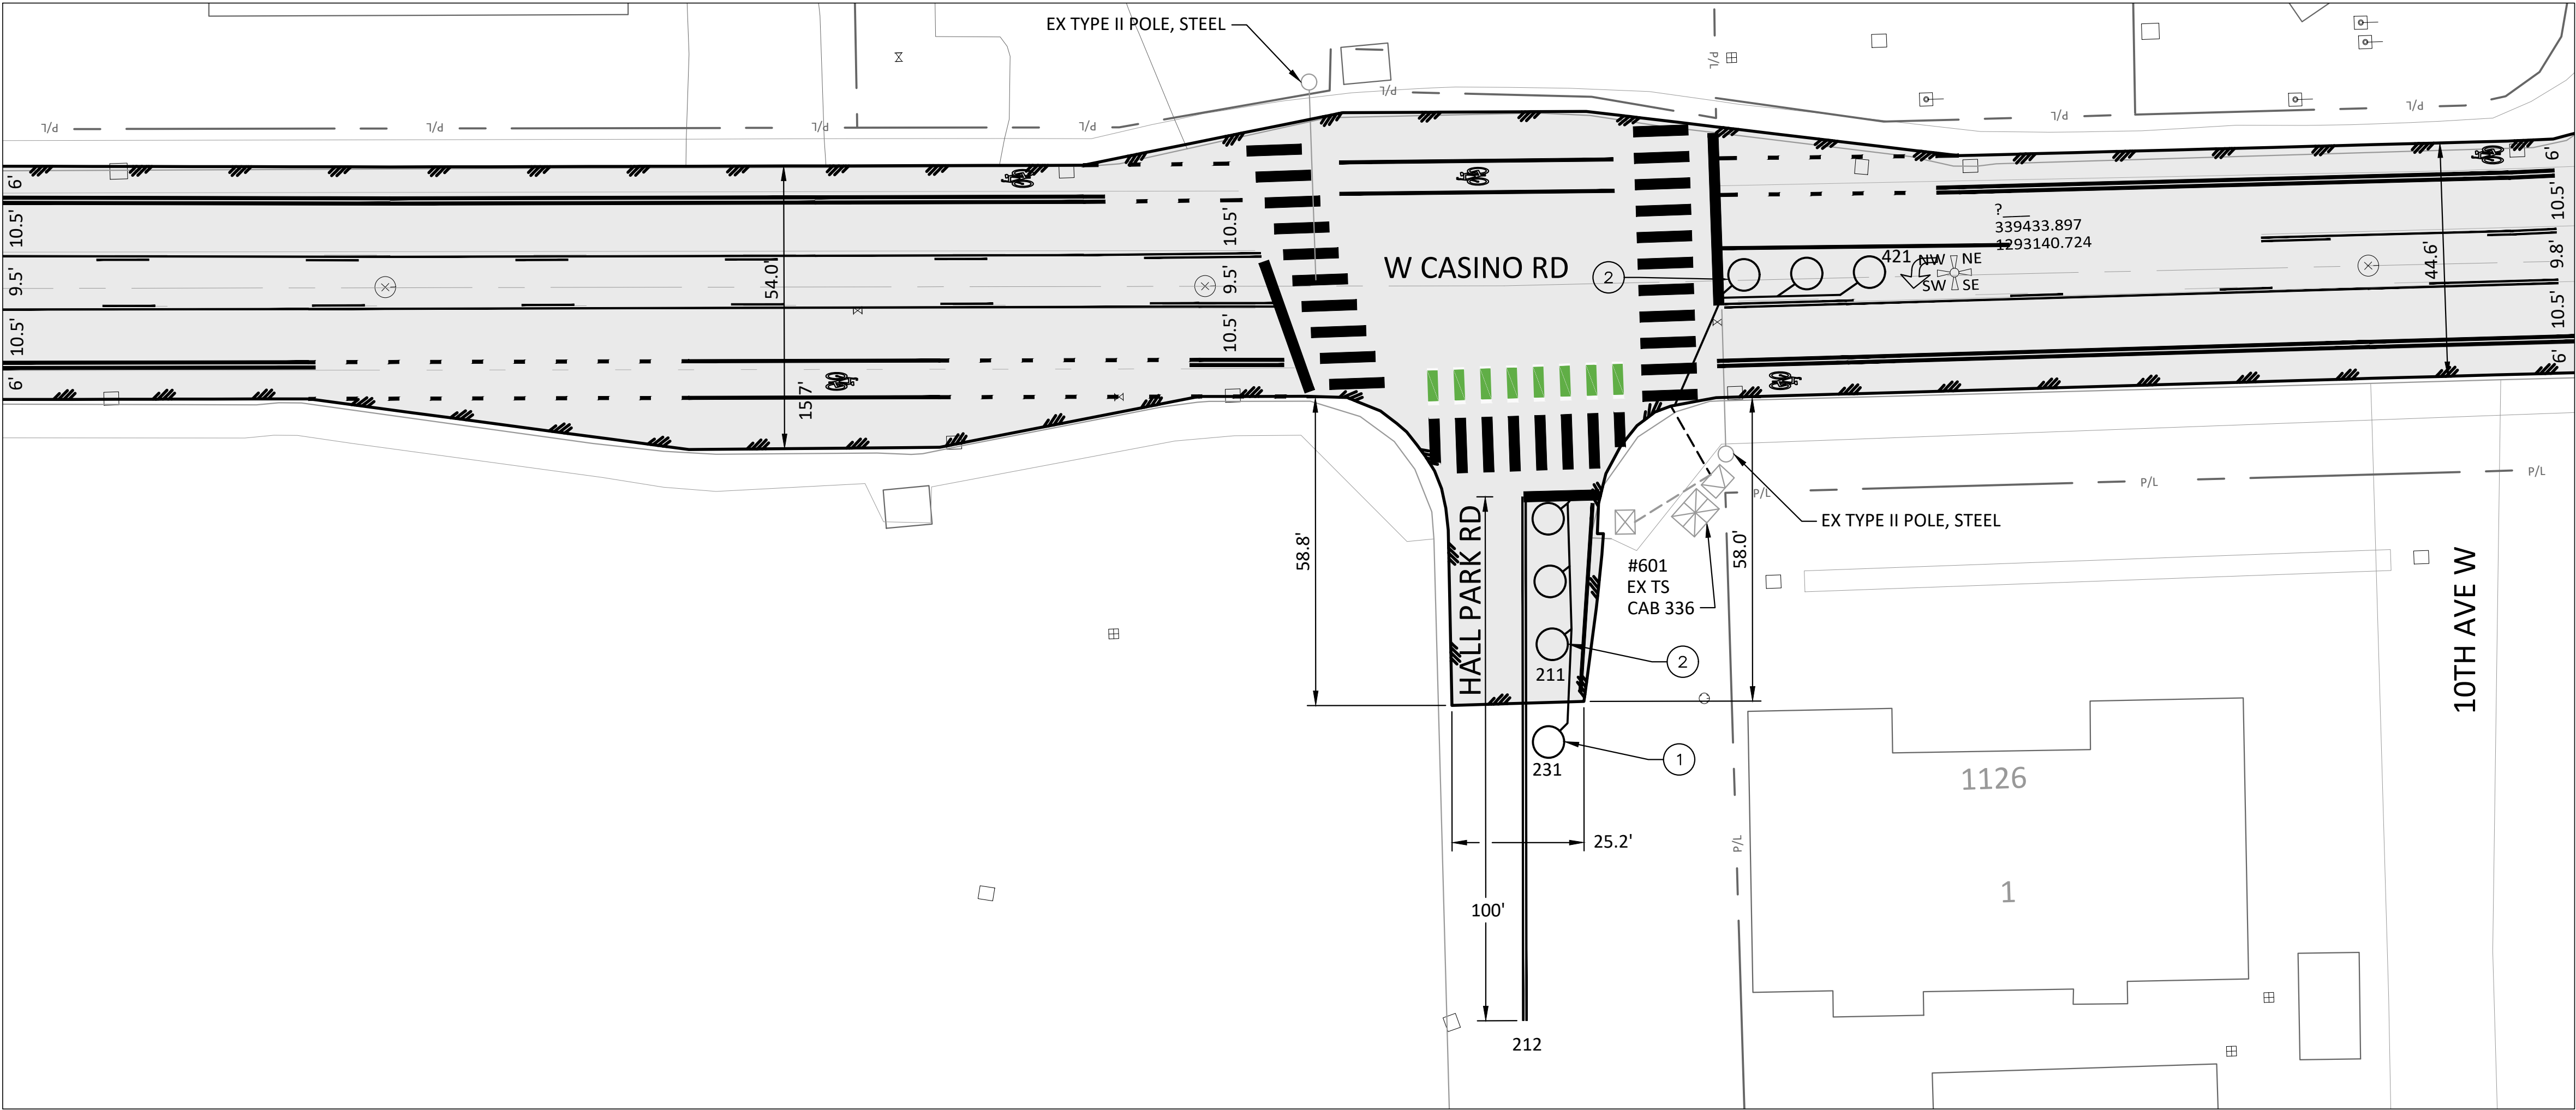 EX TYPE II POLE, STEEL
P/L
P/L
P/L
P/L
P/L
P/L
P/L
P/L
6'
10.5'
9.5'
10.5'
6'
54.0'
15.7'
10.5'
9.5'
10.5'
W CASINO RD
2
?___
339433.897
1293140.724
421
NW
NE
SW
SE
44.6'
6'
10.5'
9.8'
10.5'
6'
P/L
P/L
P/L
EX TYPE II POLE, STEEL
58.8'
HALL PARK RD
#601
EX TS
CAB 336
58.0'
10TH AVE W
211
2
231
1
1126
25.2'
P/L
1
100'
212